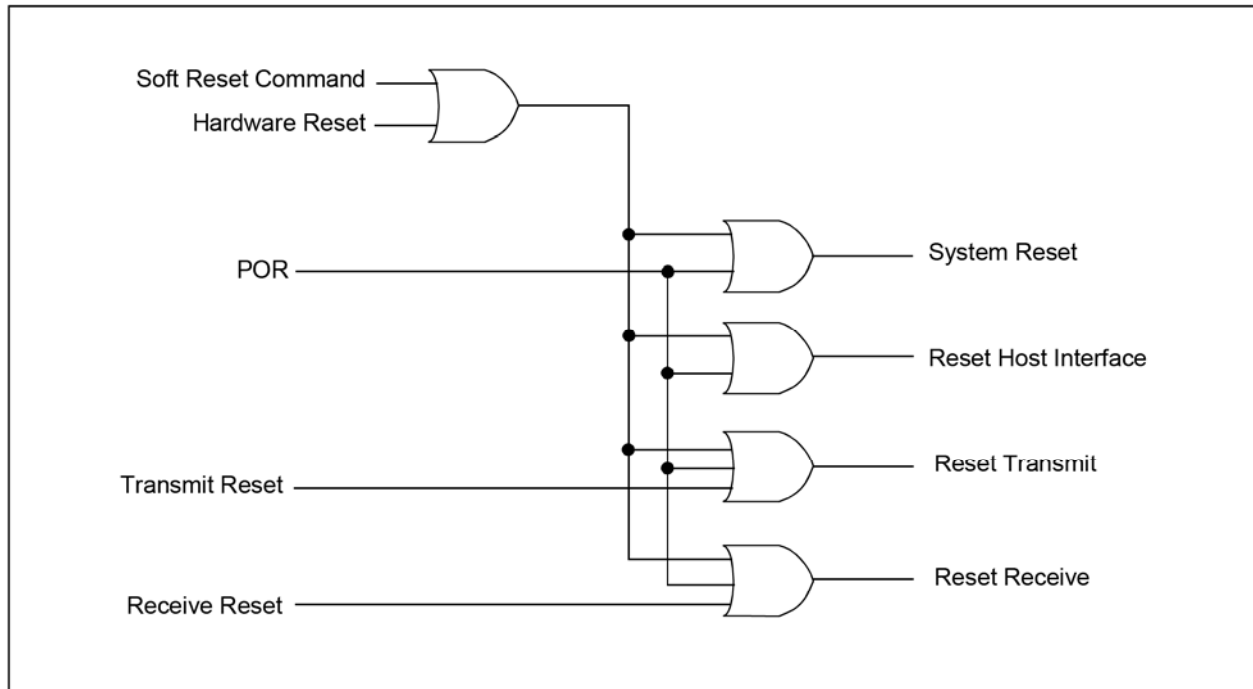 Soft Reset Command
Hardware Reset
System Reset
POR
Reset Host Interface
Reset Transmit
Transmit Reset
Reset Receive
Receive Reset